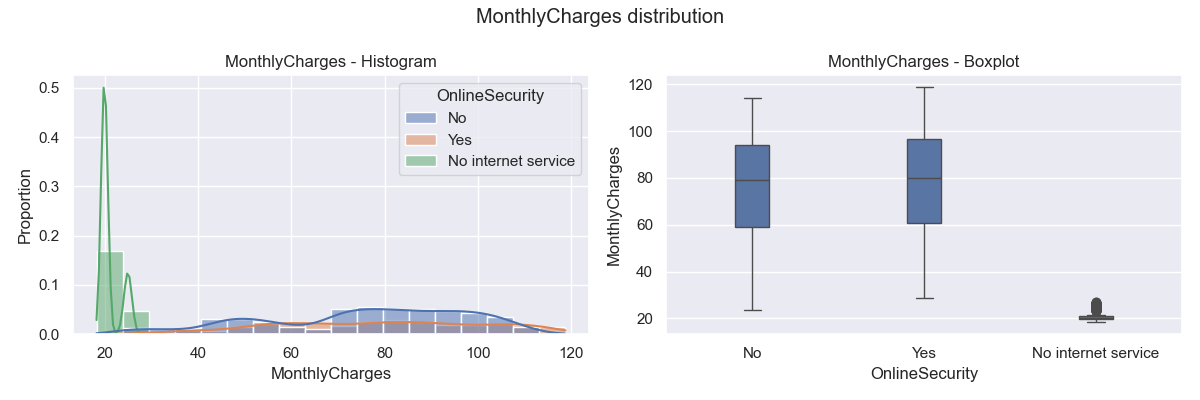 MonthlyCharges distribution
MonthlyCharges - Histogram
Proportion
0.5
0.4
0.3
0.2
0.1
0.0
OnlineSecurity
No
Yes
No internet service
20 40 60 80 100 120
MonthlyCharges
MonthlyCharges - Boxplot
MonthlyCharges
120
100
80
60
40
20
No Yes No internet service
OnlineSecurity